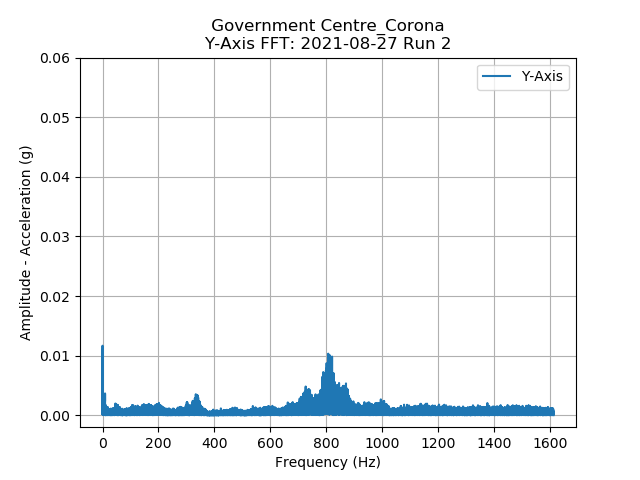 Government Centre_Corona
Y-Axis FFT: 2021-08-27 Run 2
Y-Axis
0.06
0.05
0.04
0.03
0.02
0.01
0.00
Amplitude - Acceleration (g)
0 200 400 600 800 1000 1200 1400 1600
Frequency (Hz)